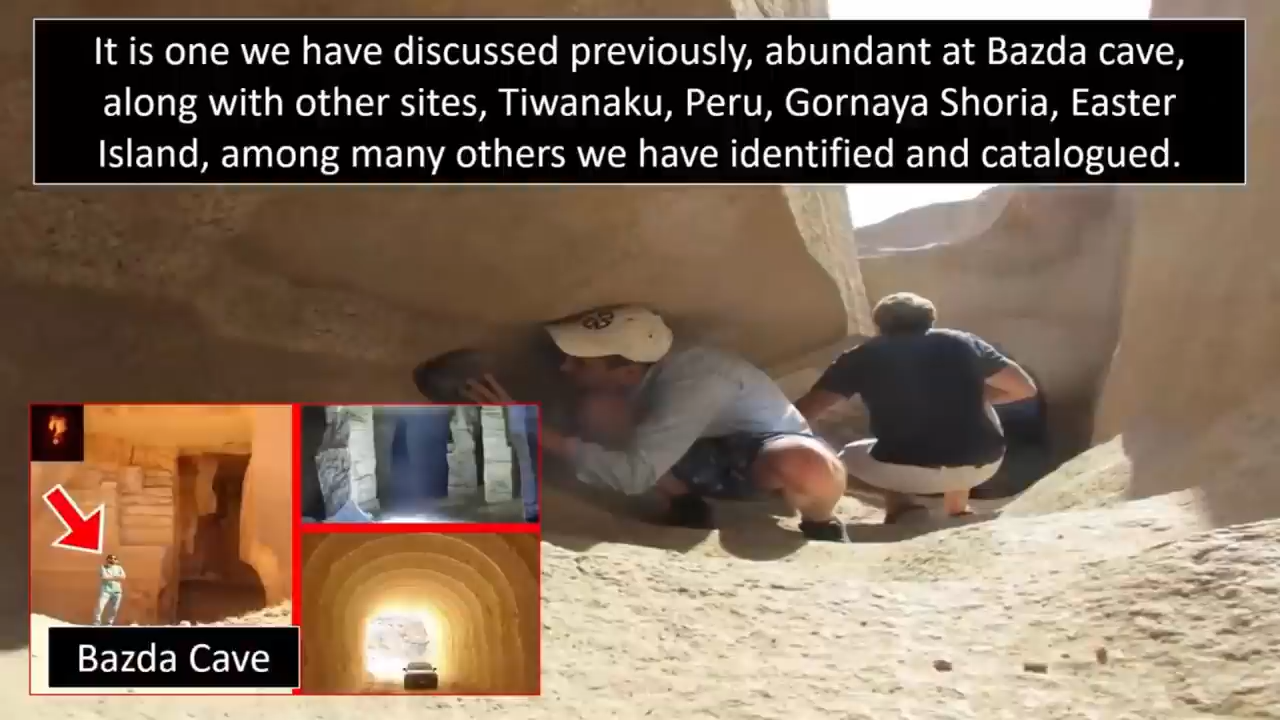 It is one we have discussed previously, abundant at Bazda cave,
along with other sites, Tiwanaku, Peru, Gornaya Shoria, Easter
Island, among many others we have identified and catalogued.
Bazda Cave